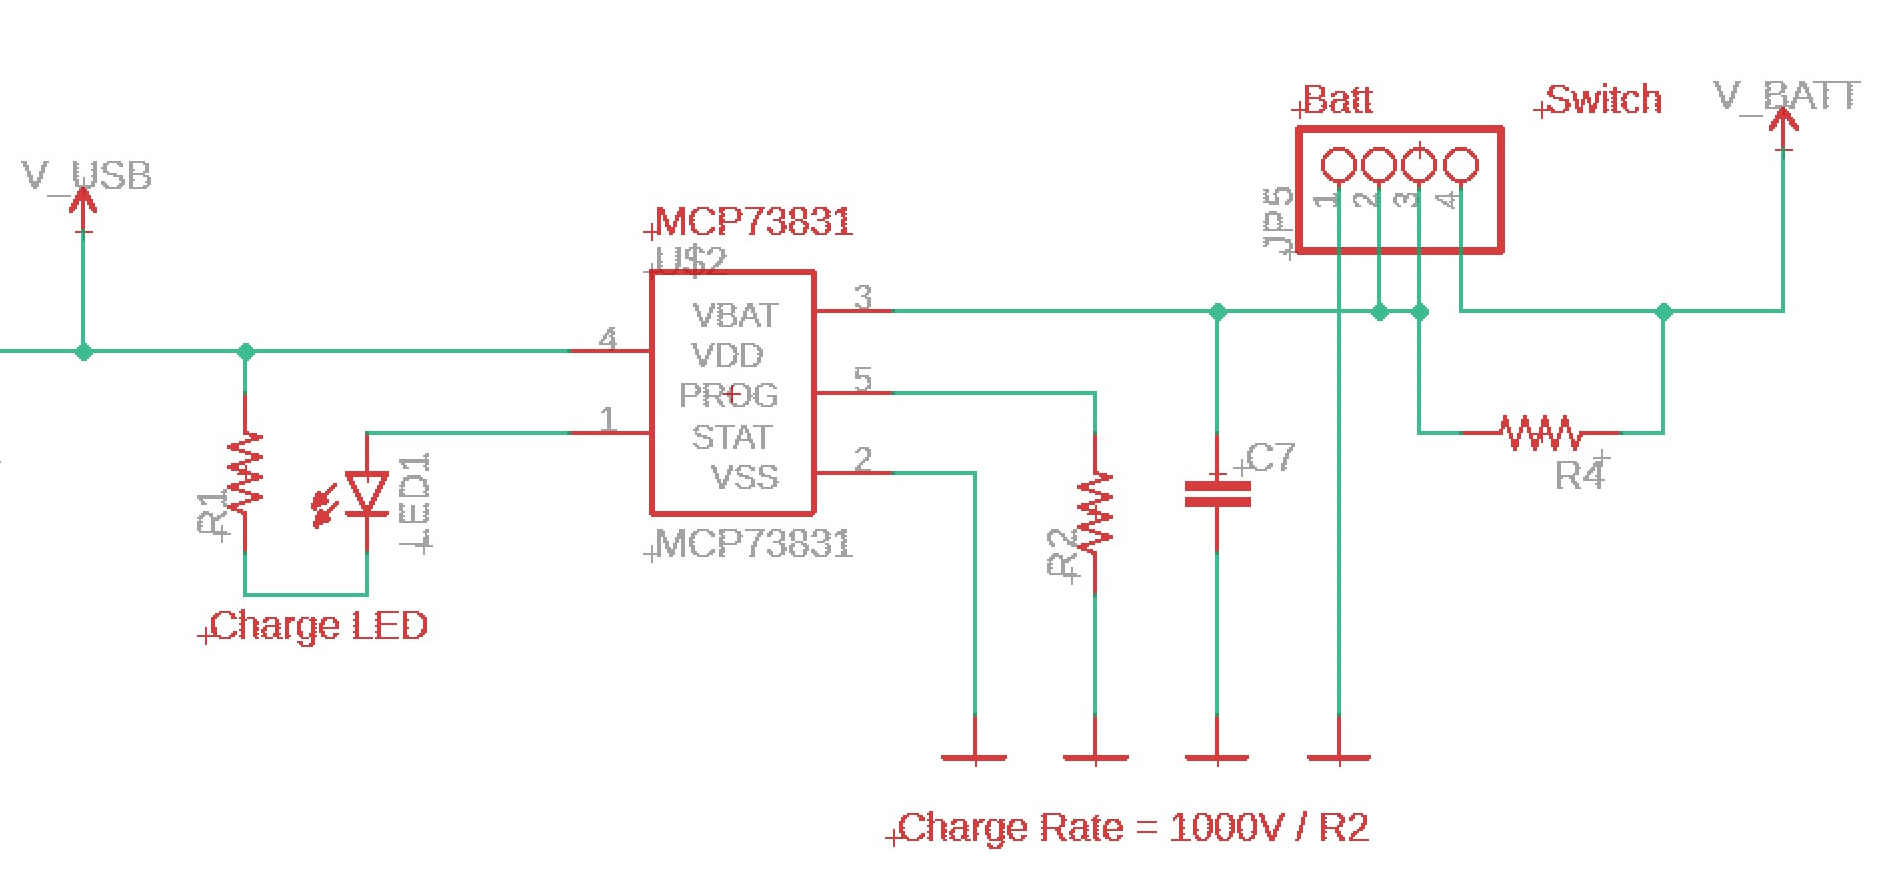 Batt
Switch
V_BATT
V_USB
JP5
1
2
3
4
MCP73831
U$2
VBAT
VDD
PROG
STAT
VSS
4
1
3
5
2
MCP73831
R1
LED1
Charge LED
R2
C7
R4
Charge Rate = 1000V / R2